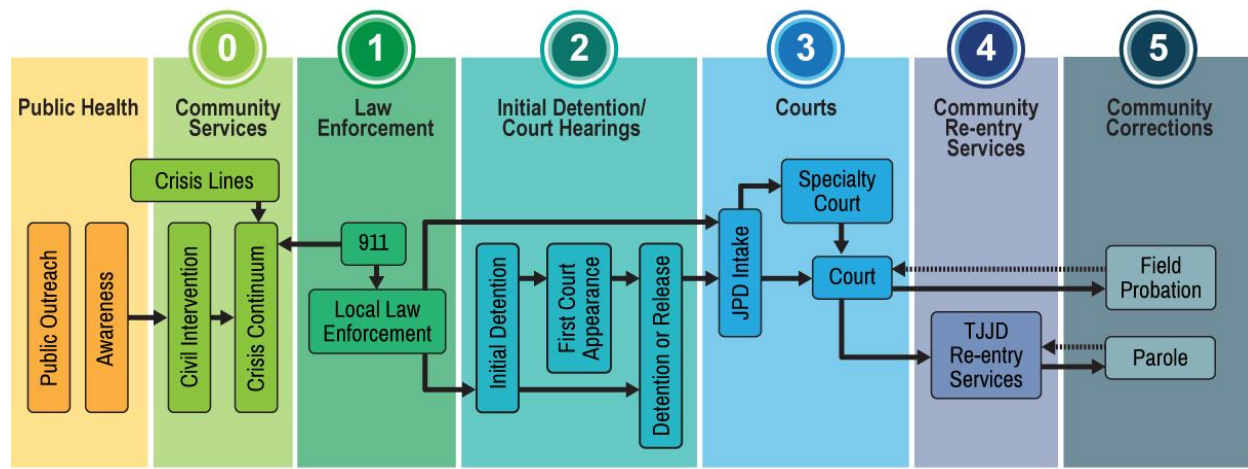 0
1
2
3
4
5
Public Health
Community
Services
Law
Enforcement
Initial Detention/
Court Hearings
Courts
Community
Re-entry
Services
Community
Corrections
Public Outreach
Awareness
Crisis Lines
Civil Intervention
Crisis Continuum
911
Local Law
Enforcement
Initial Detention
First Court
Appearance
Detention or Release
JPD Intake
Specialty
Court
Court
TJJD
Re-entry
Services
Field
Probation
Parole